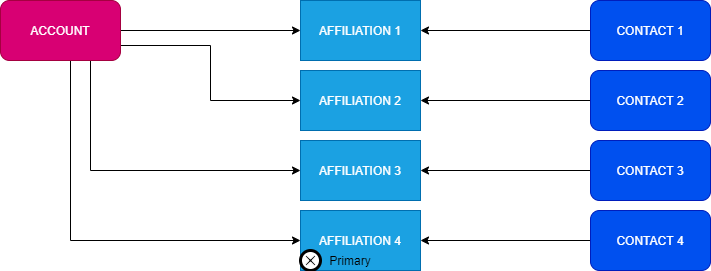 ACCOUNT
AFFILIATION 1
CONTACT 1
AFFILIATION 2
CONTACT 2
AFFILIATION 3
CONTACT 3
AFFILIATION 4
CONTACT 4
Primary